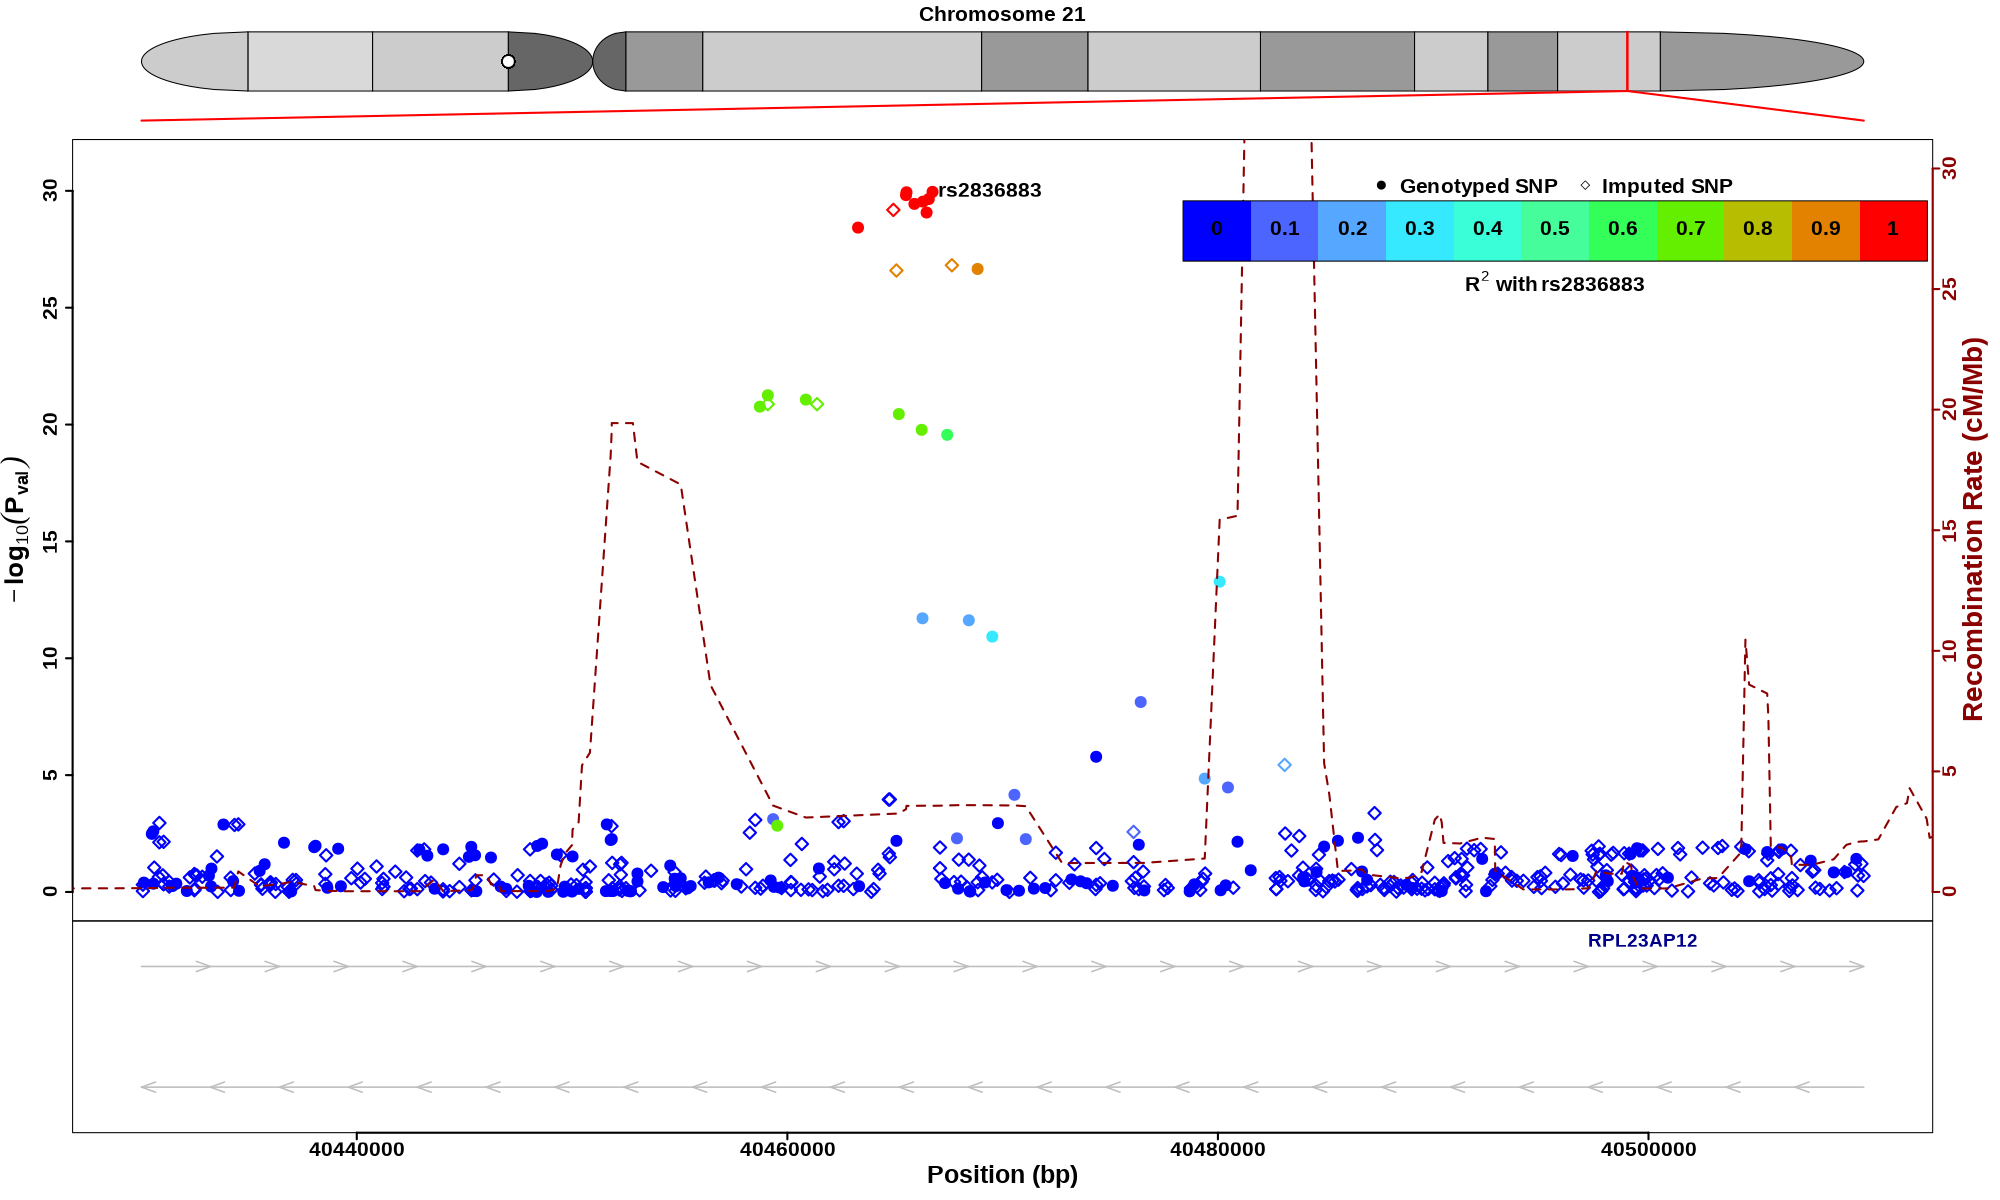 Chromosome 21
rs2836883
Genotyped SNP
Imputed SNP
0 0.1 0.2 0.3 0.4 0.5 0.6 0.7 0.8 0.9 1
R² with rs2836883
−log₁₀(Pval)
0 5 10 15 20 25 30
Recombination Rate (cM/Mb)
0 5 10 15 20 25 30
RPL23AP12
40440000 40460000 40480000 40500000
Position (bp)